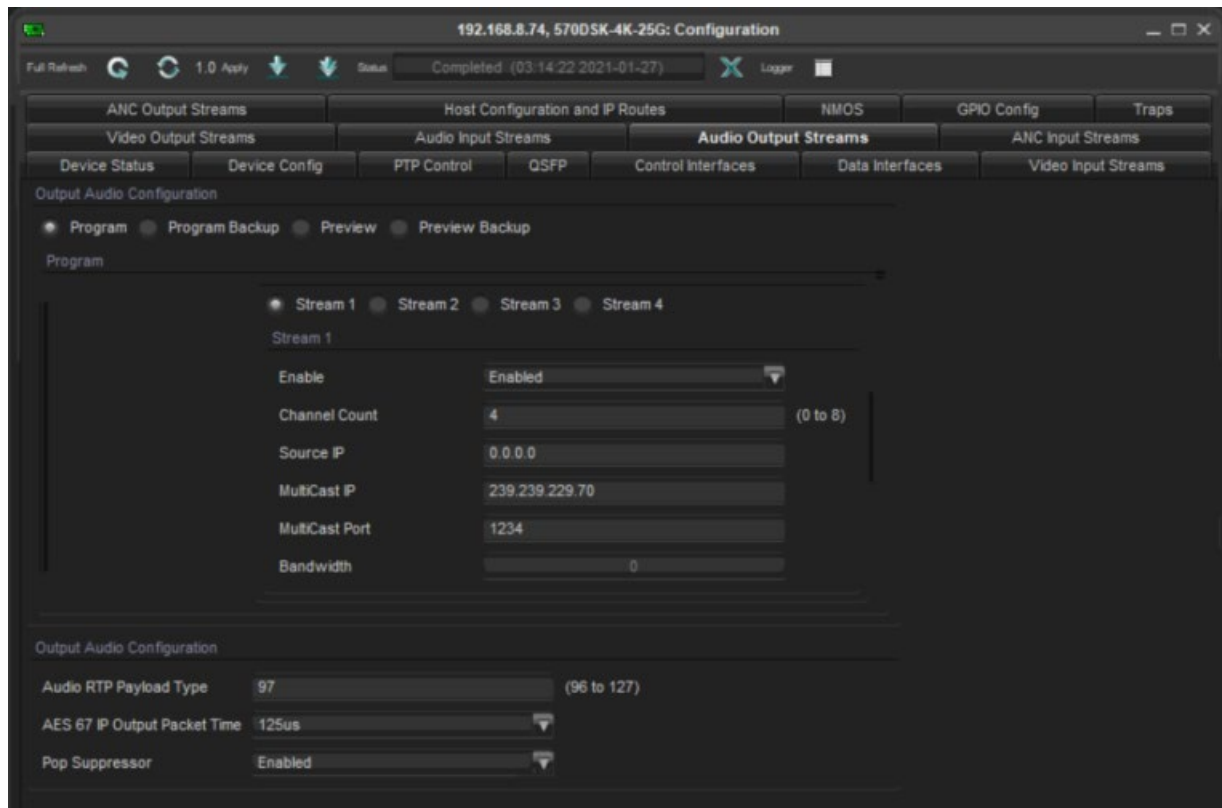 192.168.8.74, 570DSK-4K-25G: Configuration
Full Refresh 1.0 Apply Status Completed (03:14:22 2021-01-27) Logger
ANC Output Streams Host Configuration and IP Routes NMOS GPIO Config Traps
Video Output Streams Audio Input Streams Audio Output Streams ANC Input Streams
Device Status Device Config PTP Control QSFP Control Interfaces Data Interfaces Video Input Streams
Output Audio Configuration
Program Program Backup Preview Preview Backup
Program
Stream 1 Stream 2 Stream 3 Stream 4
Stream 1
Enable Enabled
Channel Count 4 (0 to 8)
Source IP 0.0.0.0
MultiCast IP 239.239.229.70
MultiCast Port 1234
Bandwidth 0
Output Audio Configuration
Audio RTP Payload Type 97 (96 to 127)
AES 67 IP Output Packet Time 125us
Pop Suppressor Enabled